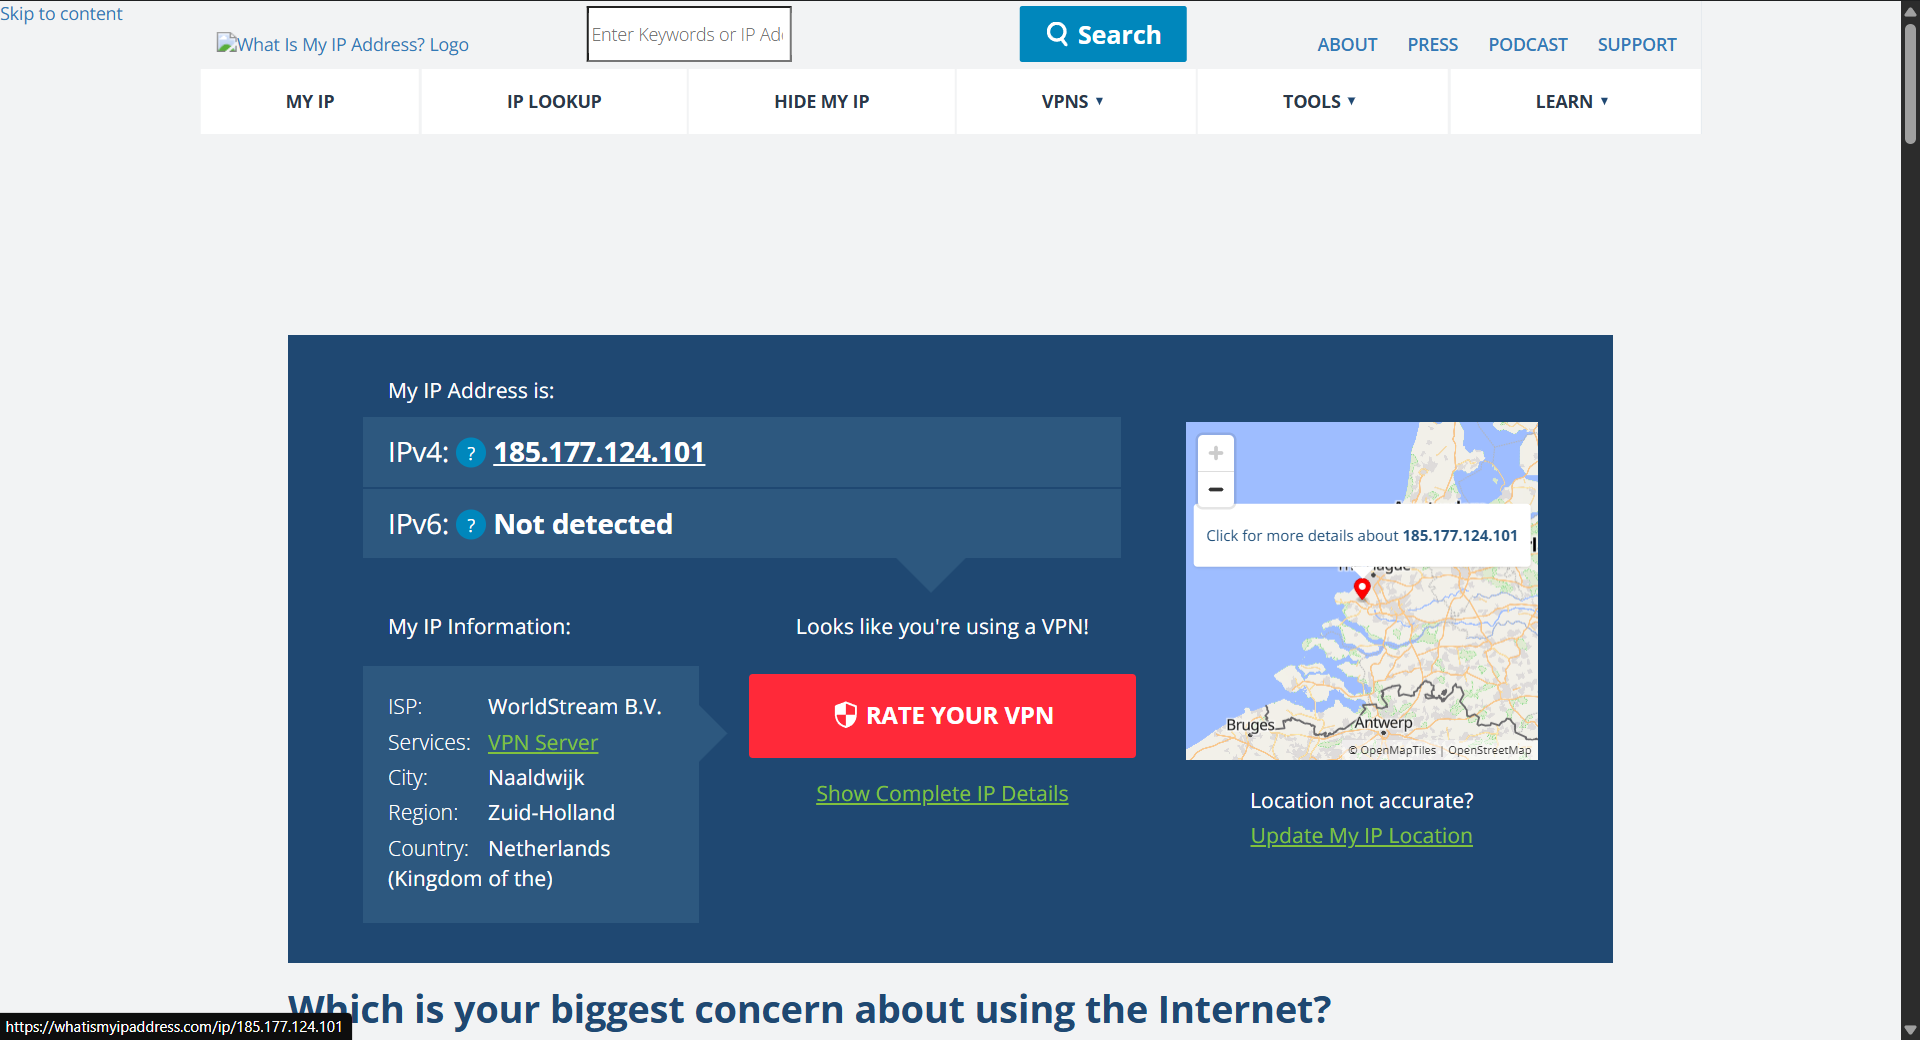 Skip to content
What Is My IP Address? Logo
Enter Keywords or IP Ad
Search
ABOUT PRESS PODCAST SUPPORT
MY IP IP LOOKUP HIDE MY IP VPNS ▼ TOOLS ▼ LEARN ▼
My IP Address is:
IPv4: ? 185.177.124.101
IPv6: ? Not detected
My IP Information:
ISP: WorldStream B.V.
Services: VPN Server
City: Naaldwijk
Region: Zuid-Holland
Country: Netherlands
(Kingdom of the)
Looks like you're using a VPN!
RATE YOUR VPN
Show Complete IP Details
+
−
Click for more details about 185.177.124.101
Bruges
Antwerp
© OpenMapTiles | OpenStreetMap
Location not accurate?
Update My IP Location
Which is your biggest concern about using the Internet?
https://whatismyipaddress.com/ip/185.177.124.101